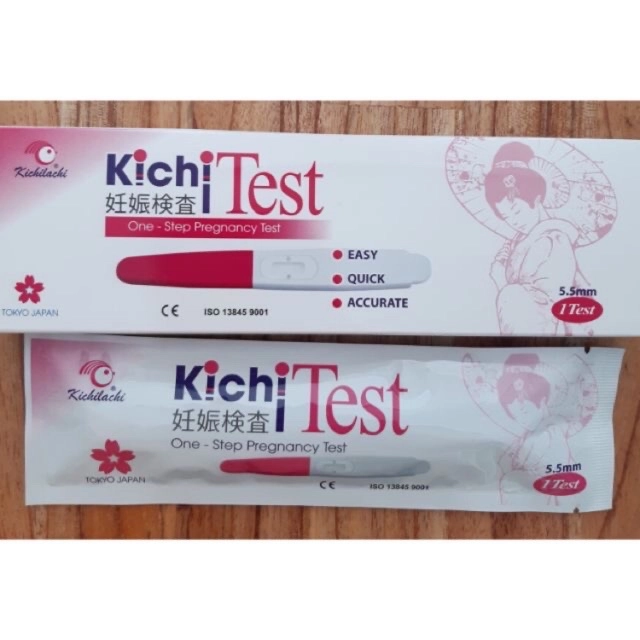 Kichilachi®
Kichi Test
妊娠検査
One - Step Pregnancy Test
EASY
QUICK
ACCURATE
TOKYO JAPAN
CE ISO 13845 9001
5.5mm
1 Test
Kichilachi®
Kichi Test
妊娠検査
One - Step Pregnancy Test
TOKYO JAPAN
CE ISO 13845 9001
5.5mm
1 Test